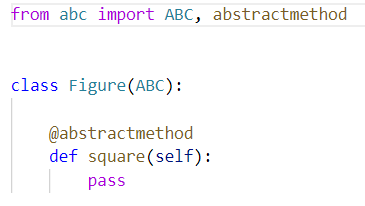 from abc import ABC, abstractmethod
class Figure(ABC):
@abstractmethod
def square(self):
pass